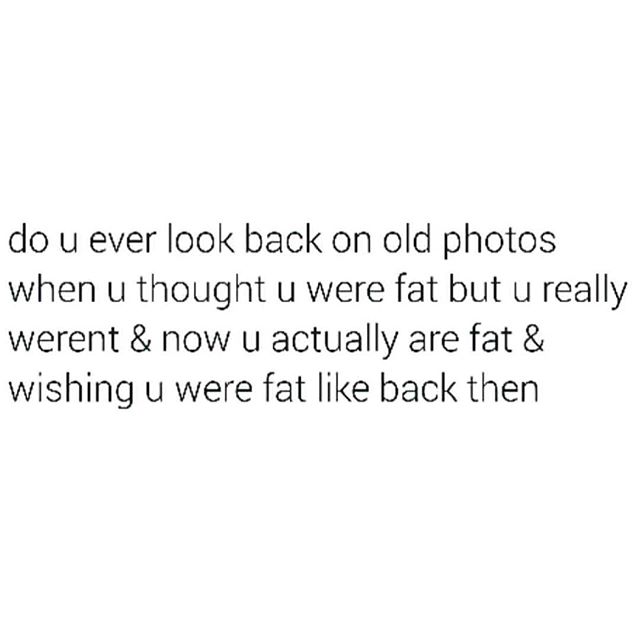 do u ever look back on old photos
when u thought u were fat but u really
werent & now u actually are fat &
wishing u were fat like back then